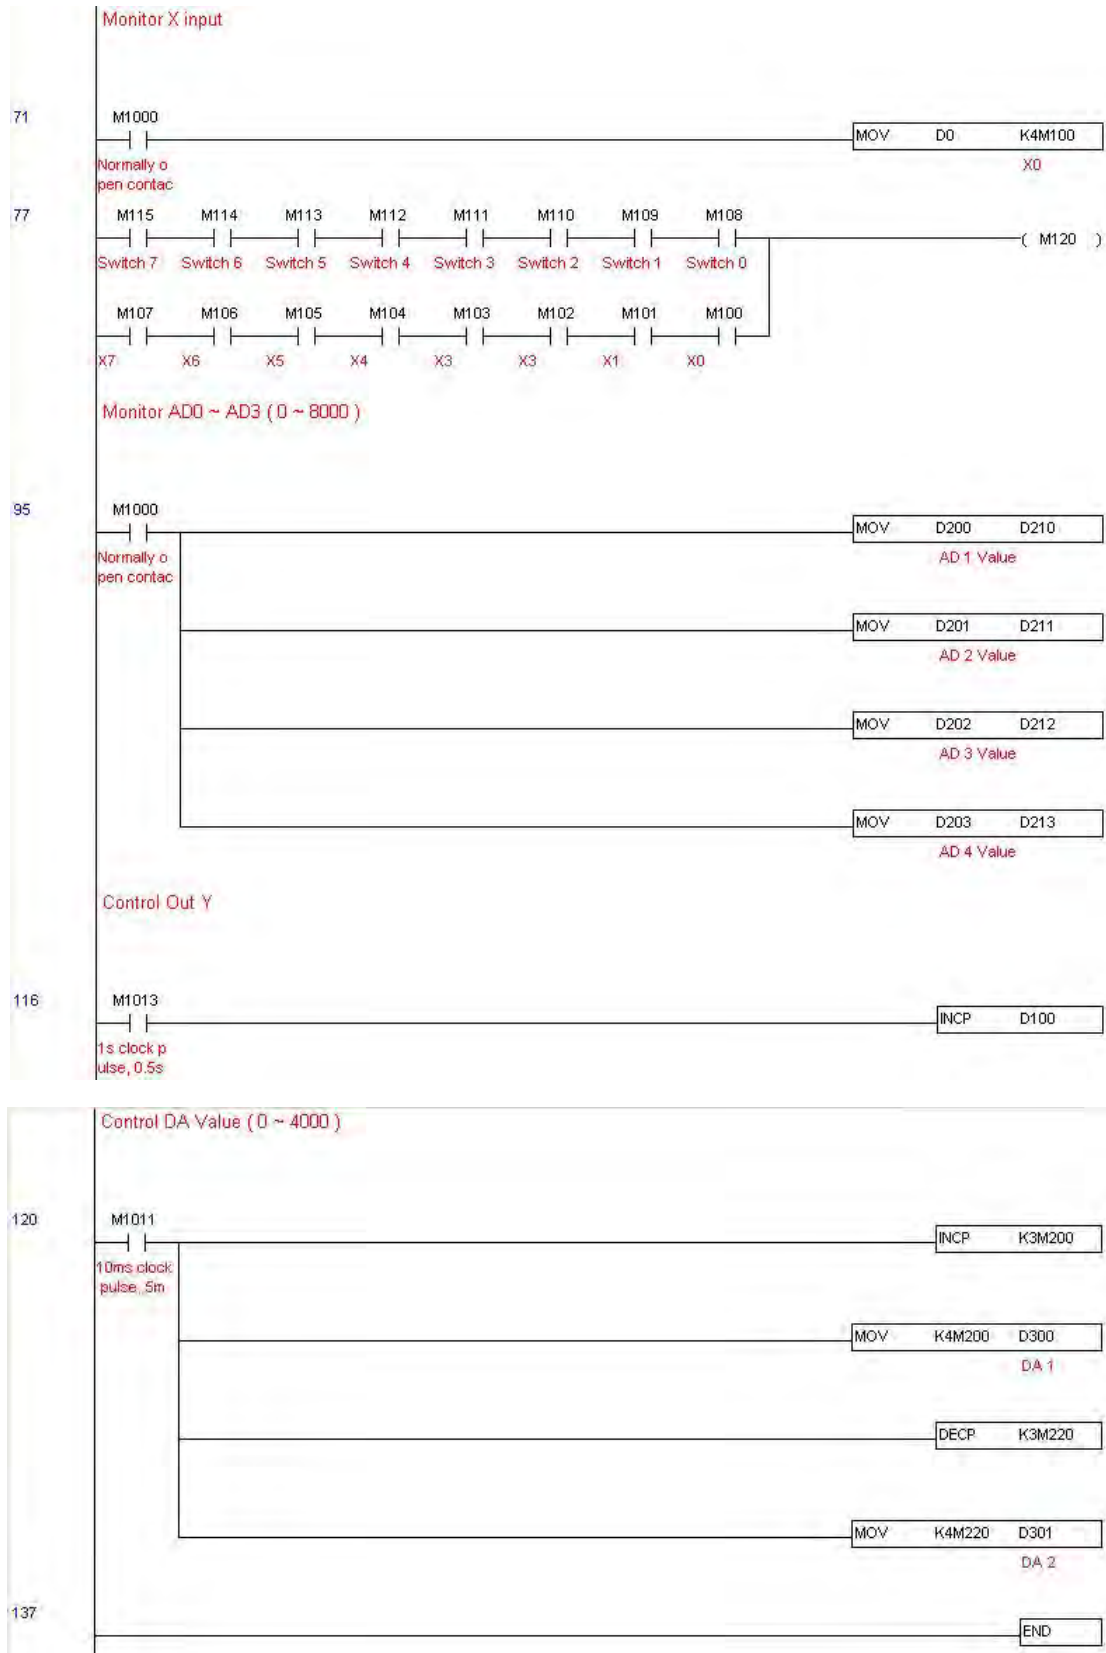 Monitor X input
71
M1000
MOV D0 K4M100
Normally o
pen contac
X0
77
M115 M114 M113 M112 M111 M110 M109 M108
( M120 )
Switch 7 Switch 6 Switch 5 Switch 4 Switch 3 Switch 2 Switch 1 Switch 0
M107 M106 M105 M104 M103 M102 M101 M100
X7 X6 X5 X4 X3 X3 X1 X0
Monitor AD0 ~ AD3 ( 0 ~ 8000 )
95
M1000
MOV D200 D210
Normally o
pen contac
AD 1 Value
MOV D201 D211
AD 2 Value
MOV D202 D212
AD 3 Value
MOV D203 D213
AD 4 Value
Control Out Y
116
M1013
INCP D100
1s clock p
ulse, 0.5s
Control DA Value ( 0 ~ 4000 )
120
M1011
INCP K3M200
10ms clock
pulse, 5m
MOV K4M200 D300
DA 1
DECP K3M220
MOV K4M220 D301
DA 2
137
END